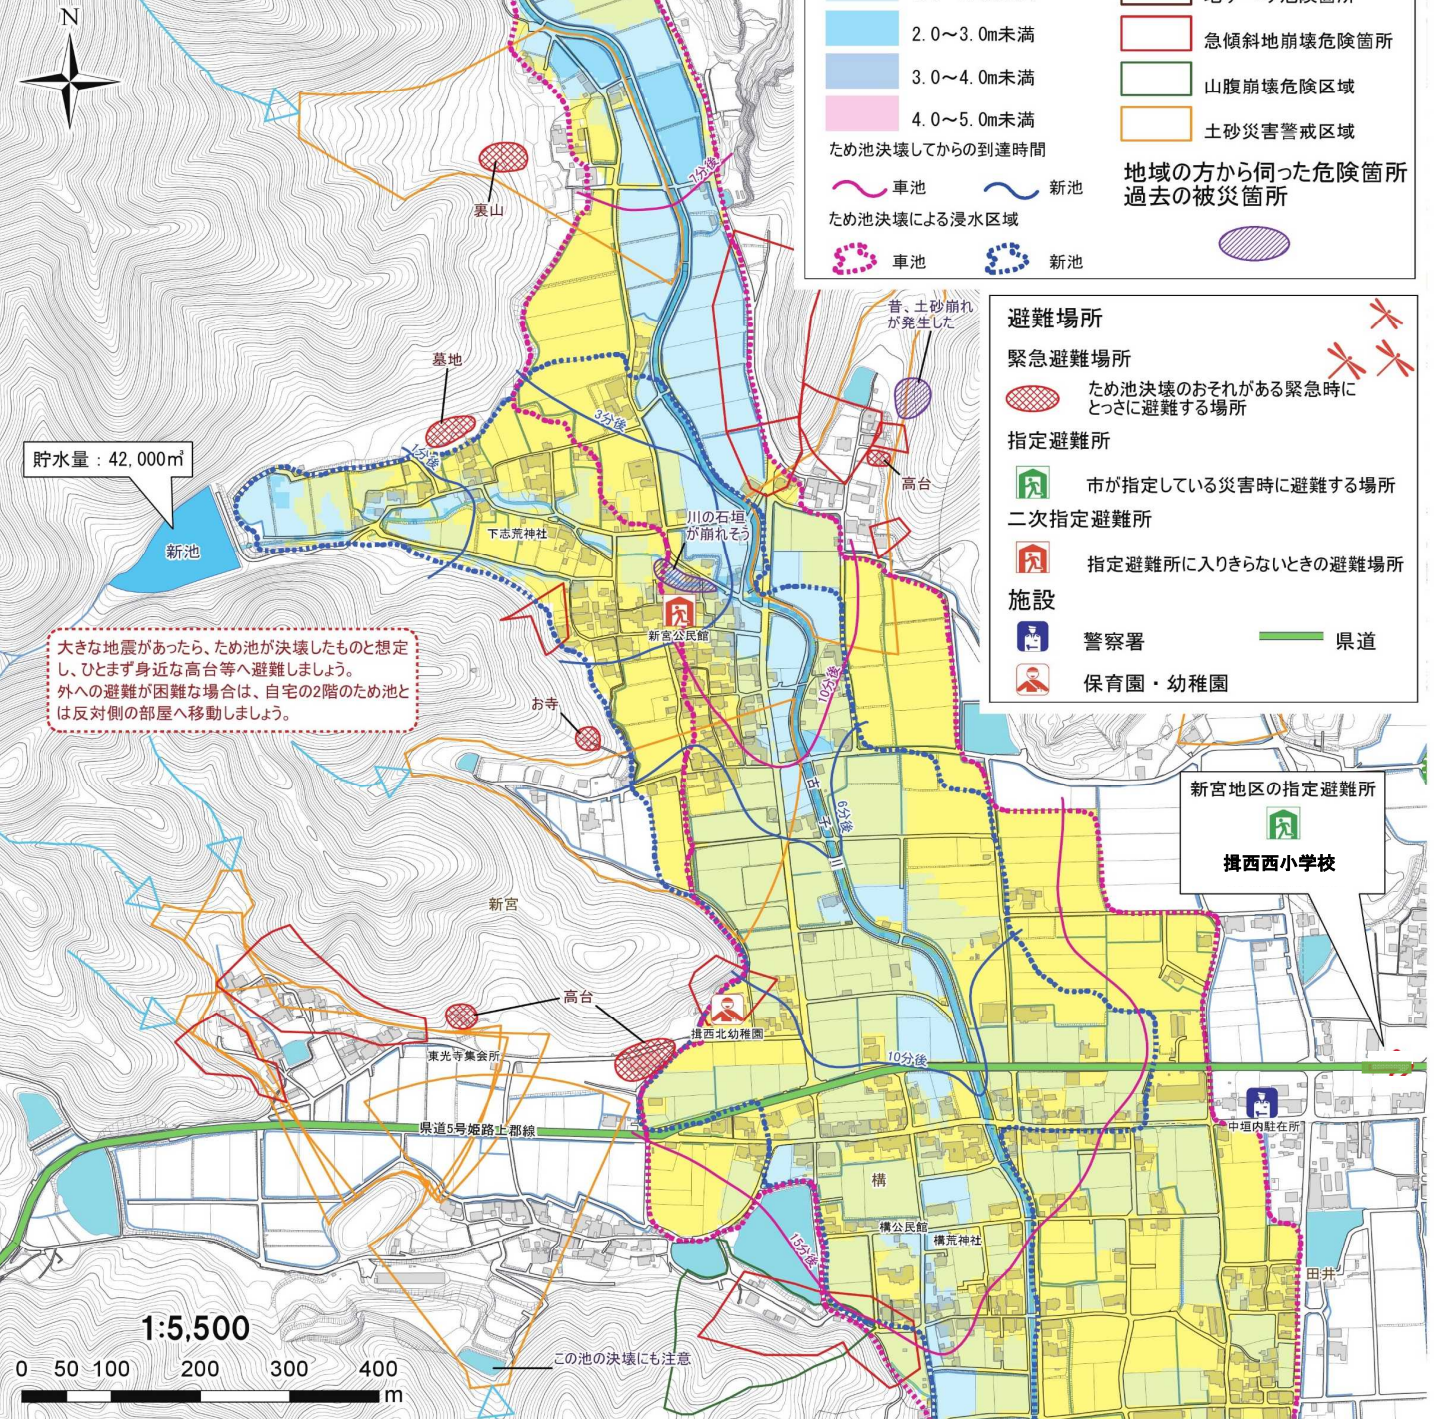 N
2.0～3.0m未満
3.0～4.0m未満
4.0～5.0m未満
急傾斜地崩壊危険箇所
山腹崩壊危険区域
土砂災害警戒区域
ため池決壊してからの到達時間
車池
新池
ため池決壊による浸水区域
車池
新池
地域の方から伺った危険箇所
過去の被災箇所
避難場所
緊急避難場所
ため池決壊のおそれがある緊急時に
とっさに避難する場所
指定避難所
市が指定している災害時に避難する場所
二次指定避難所
指定避難所に入りきらないときの避難場所
施設
警察署
県道
保育園・幼稚園
7分後
裏山
昔、土砂崩れ
が発生した
墓地
3分後
1分後
貯水量：42,000㎥
新池
高台
川の石垣
が崩れそう
下志荒神社
新宮公民館
大きな地震があったら、ため池が決壊したものと想定
し、ひとまず身近な高台等へ避難しましょう。
外への避難が困難な場合は、自宅の2階のため池と
は反対側の部屋へ移動しましょう。
10分後
お寺
古子川
6分後
新宮地区の指定避難所
揖西西小学校
新宮
高台
揖西北幼稚園
東光寺集会所
10分後
県道5号姫路上郡線
中垣内駐在所
構
構公民館
構荒神社
15分後
田井
1:5,500
0 50 100 200 300 400
m
この池の決壊にも注意